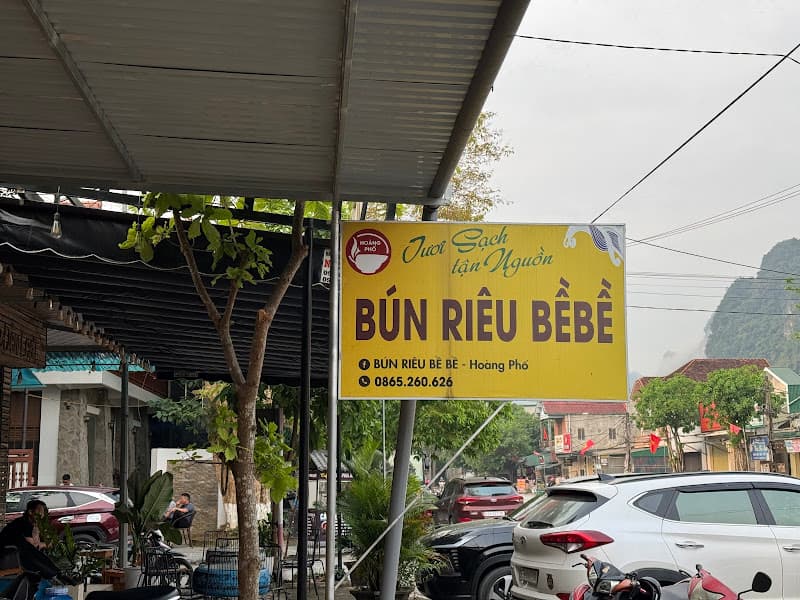 HOÀNG PHỐ
Tươi Sạch
tận Nguồn
BÚN RIÊU BỀBỀ
BÚN RIÊU BỀ BỀ - Hoàng Phố
0865.260.626